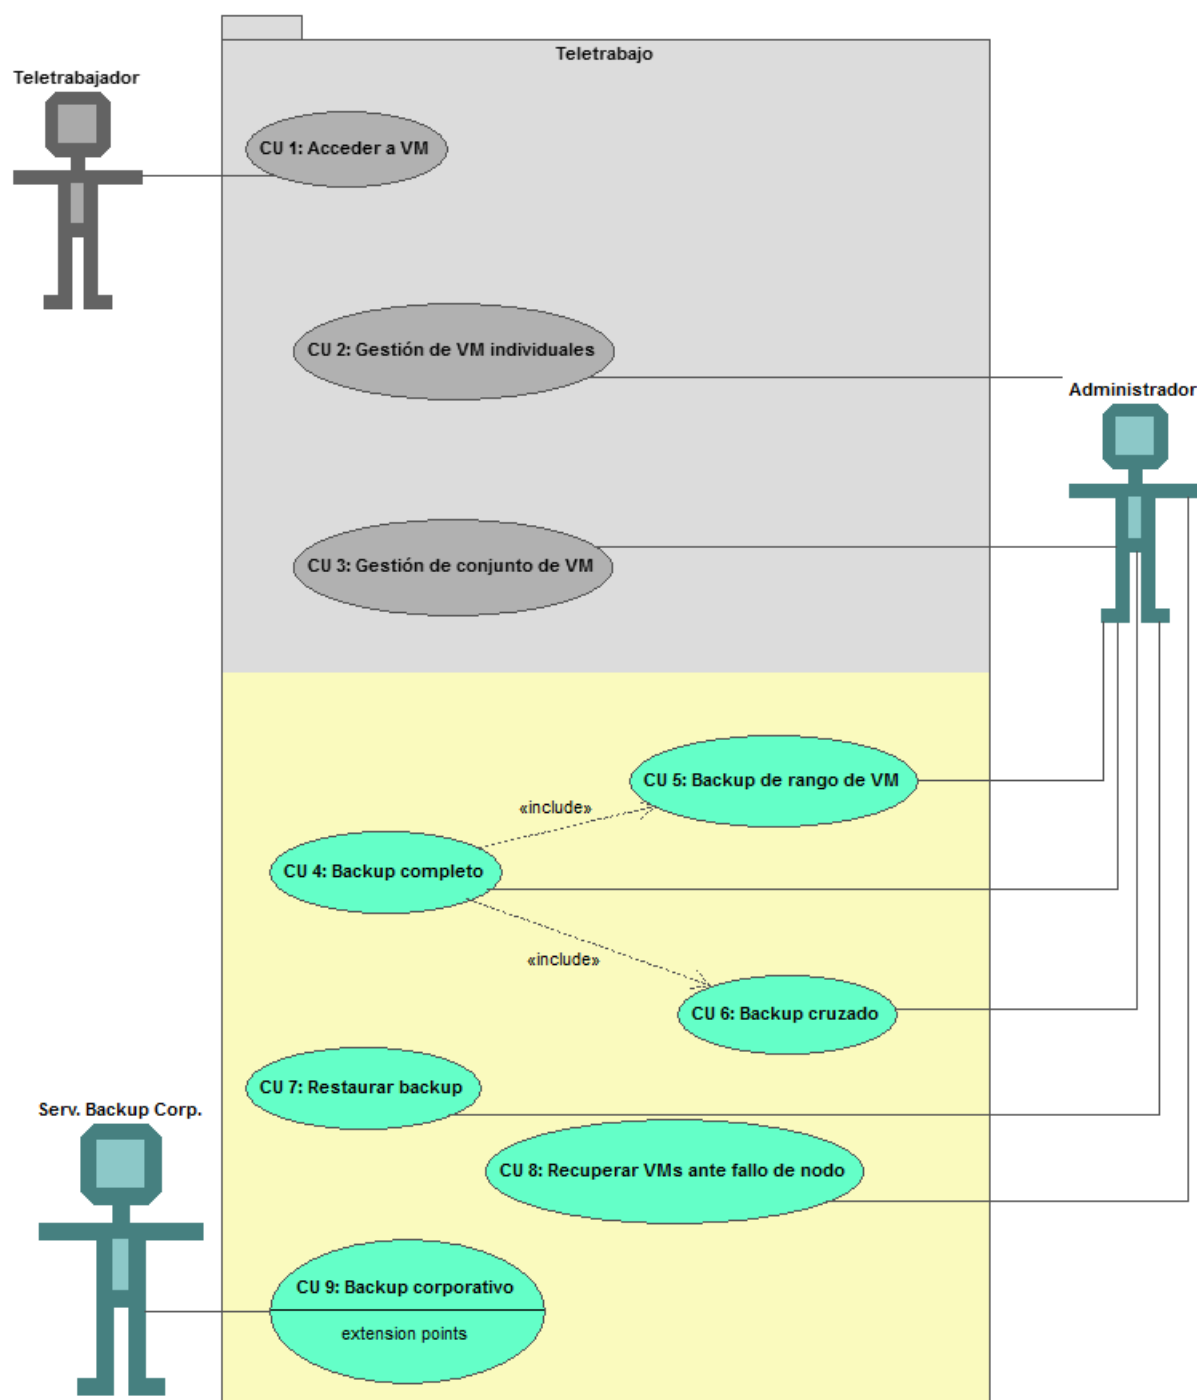 Teletrabajo
Teletrabajador
CU 1: Acceder a VM
CU 2: Gestión de VM individuales
Administrador
CU 3: Gestión de conjunto de VM
CU 5: Backup de rango de VM
«include»
CU 4: Backup completo
«include»
CU 6: Backup cruzado
CU 7: Restaurar backup
Serv. Backup Corp.
CU 8: Recuperar VMs ante fallo de nodo
CU 9: Backup corporativo
extension points